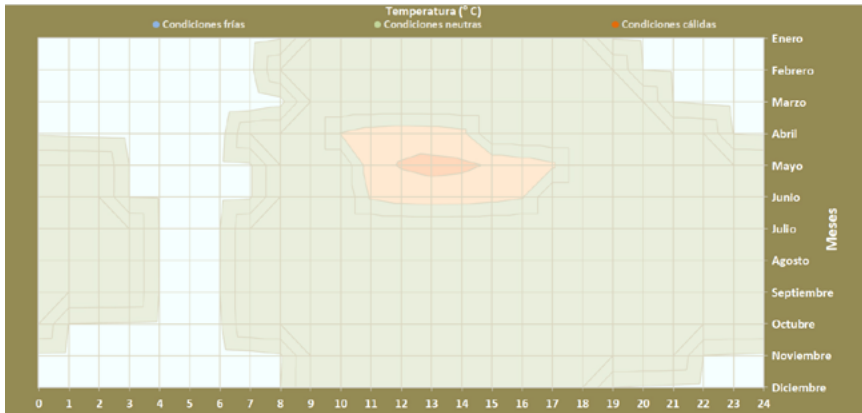 Temperatura (° C)
Condiciones frías Condiciones neutras Condiciones cálidas
Enero
Febrero
Marzo
Abril
Mayo
Junio
Julio
Agosto
Septiembre
Octubre
Noviembre
Diciembre
Meses
0 1 2 3 4 5 6 7 8 9 10 11 12 13 14 15 16 17 18 19 20 21 22 23 24